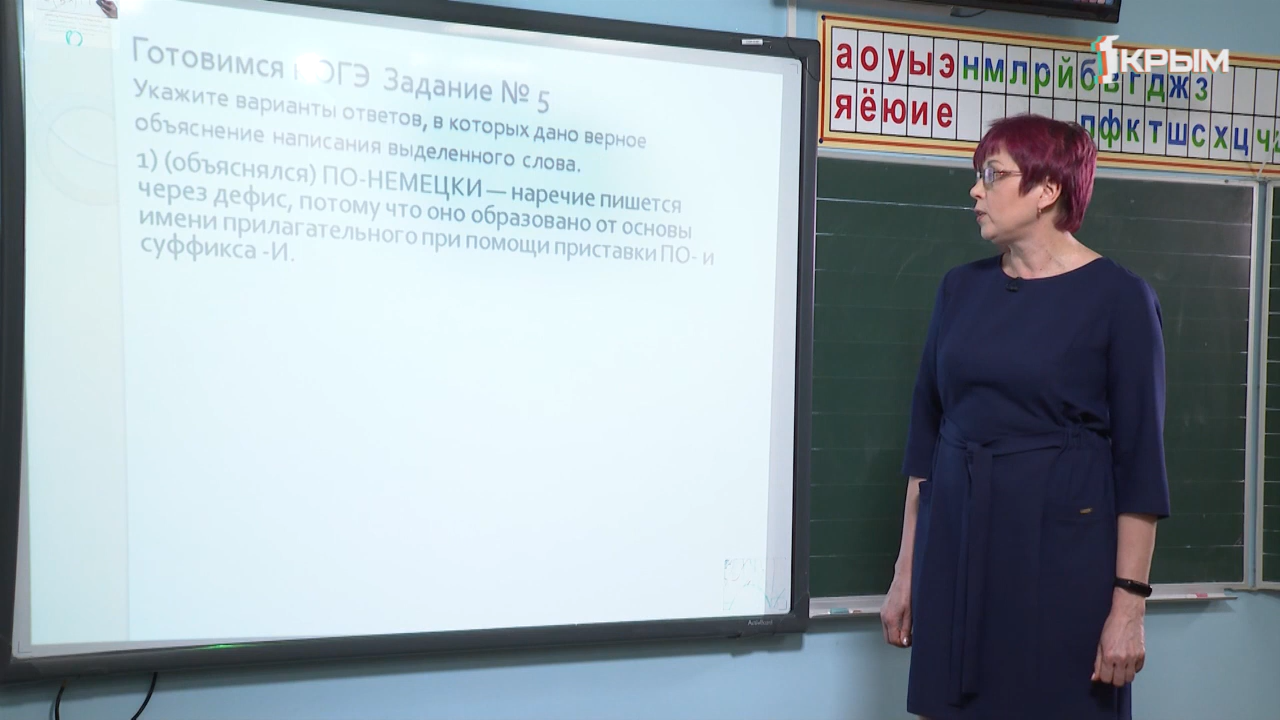 Готовимся ОГЭ Задание № 5
Укажите варианты ответов, в которых дано верное
объяснение написания выделенного слова.
1) (объяснялся) ПО-НЕМЕЦКИ — наречие пишется
через дефис, потому что оно образовано от основы
имени прилагательного при помощи приставки ПО- и
суффикса -И.
1КРЫМ
а о у ы э н м л р й б в г д ж з
я ё ю и е п ф к т ш с х ц ч
ActivBoard